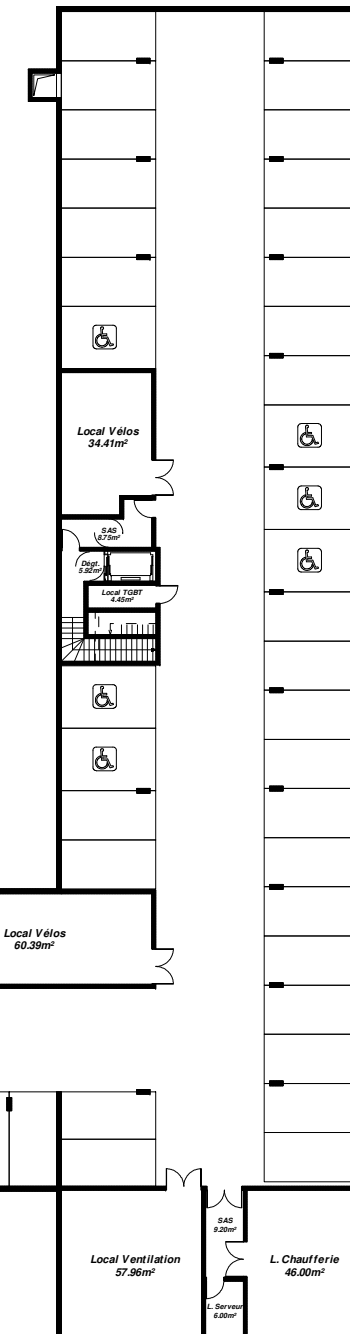 Local Vélos
34.41m²
SAS
8.75m²
Dégt.
5.92m²
Local TGBT
4.45m²
Local Vélos
60.39m²
SAS
9.20m²
Local Ventilation
57.96m²
L. Chaufferie
46.00m²
L. Serveur
6.00m²